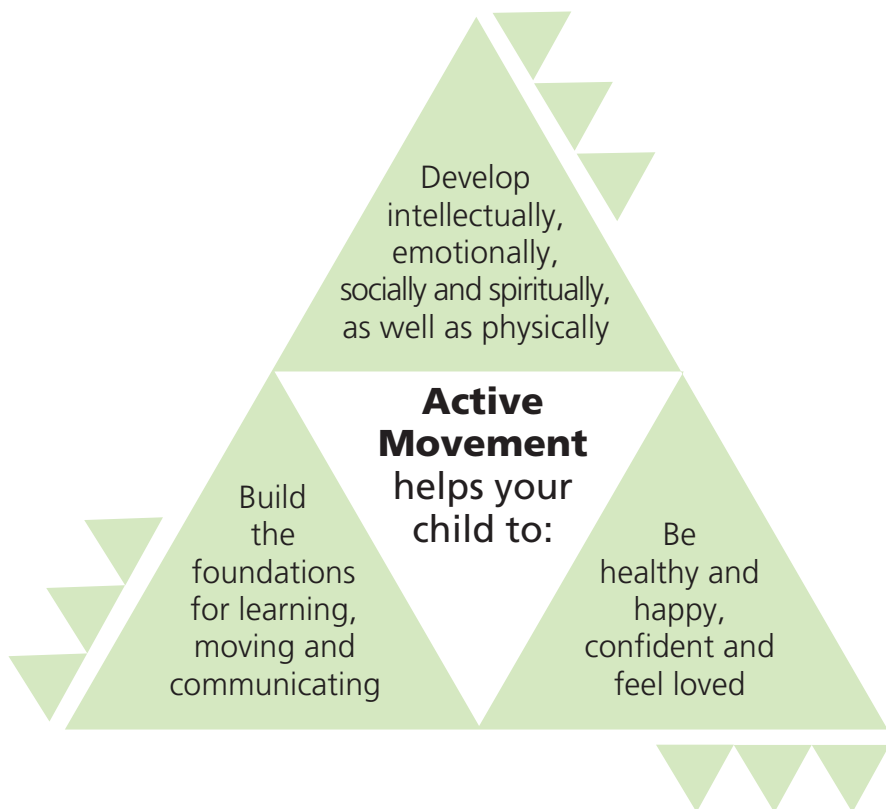 Develop
intellectually,
emotionally,
socially and spiritually,
as well as physically
Active
Movement
helps your
child to:
Build
the
foundations
for learning,
moving and
communicating
Be
healthy and
happy,
confident and
feel loved